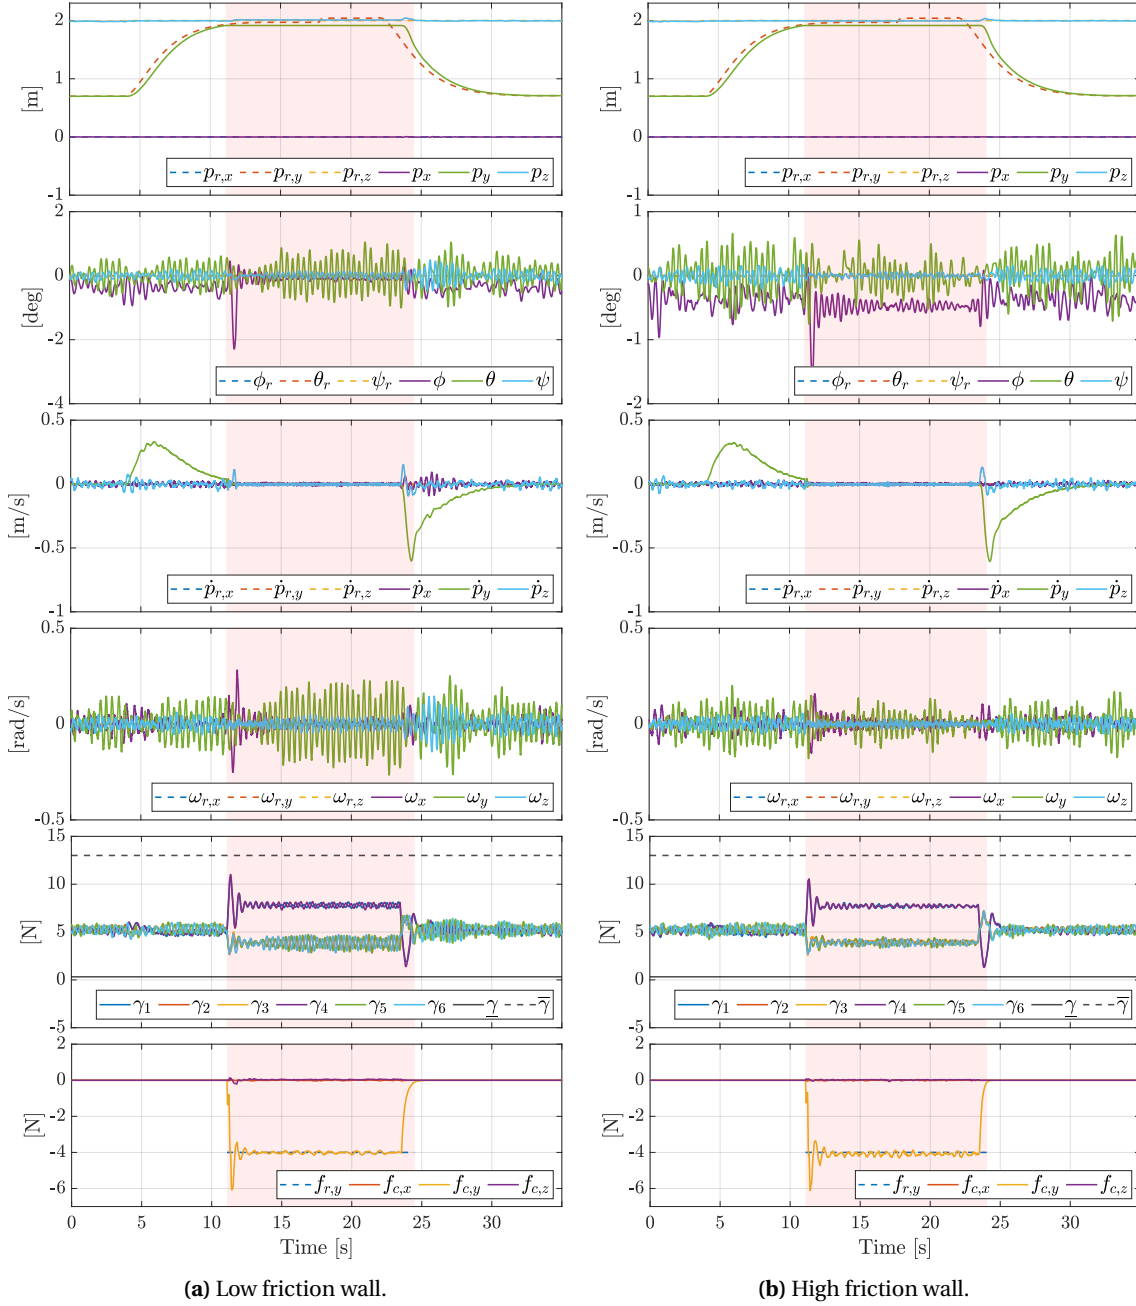 2
1
0
-1
[m]
p_{r,x} p_{r,y} p_{r,z} p_x p_y p_z
2
1
0
-1
[m]
p_{r,x} p_{r,y} p_{r,z} p_x p_y p_z
2
0
-2
-4
[deg]
ϕ_r θ_r ψ_r ϕ θ ψ
1
0
-1
-2
[deg]
ϕ_r θ_r ψ_r ϕ θ ψ
0.5
0
-0.5
-1
[m/s]
ṗ_{r,x} ṗ_{r,y} ṗ_{r,z} ṗ_x ṗ_y ṗ_z
0.5
0
-0.5
-1
[m/s]
ṗ_{r,x} ṗ_{r,y} ṗ_{r,z} ṗ_x ṗ_y ṗ_z
0.5
0
-0.5
[rad/s]
ω_{r,x} ω_{r,y} ω_{r,z} ω_x ω_y ω_z
0.5
0
-0.5
[rad/s]
ω_{r,x} ω_{r,y} ω_{r,z} ω_x ω_y ω_z
15
10
5
0
-5
[N]
γ_1 γ_2 γ_3 γ_4 γ_5 γ_6 γ̲ γ̅
15
10
5
0
-5
[N]
γ_1 γ_2 γ_3 γ_4 γ_5 γ_6 γ̲ γ̅
2
0
-2
-4
-6
[N]
f_{r,y} f_{c,x} f_{c,y} f_{c,z}
0 5 10 15 20 25 30
Time [s]
2
0
-2
-4
-6
[N]
f_{r,y} f_{c,x} f_{c,y} f_{c,z}
0 10 20 30
Time [s]
(a) Low friction wall.
(b) High friction wall.